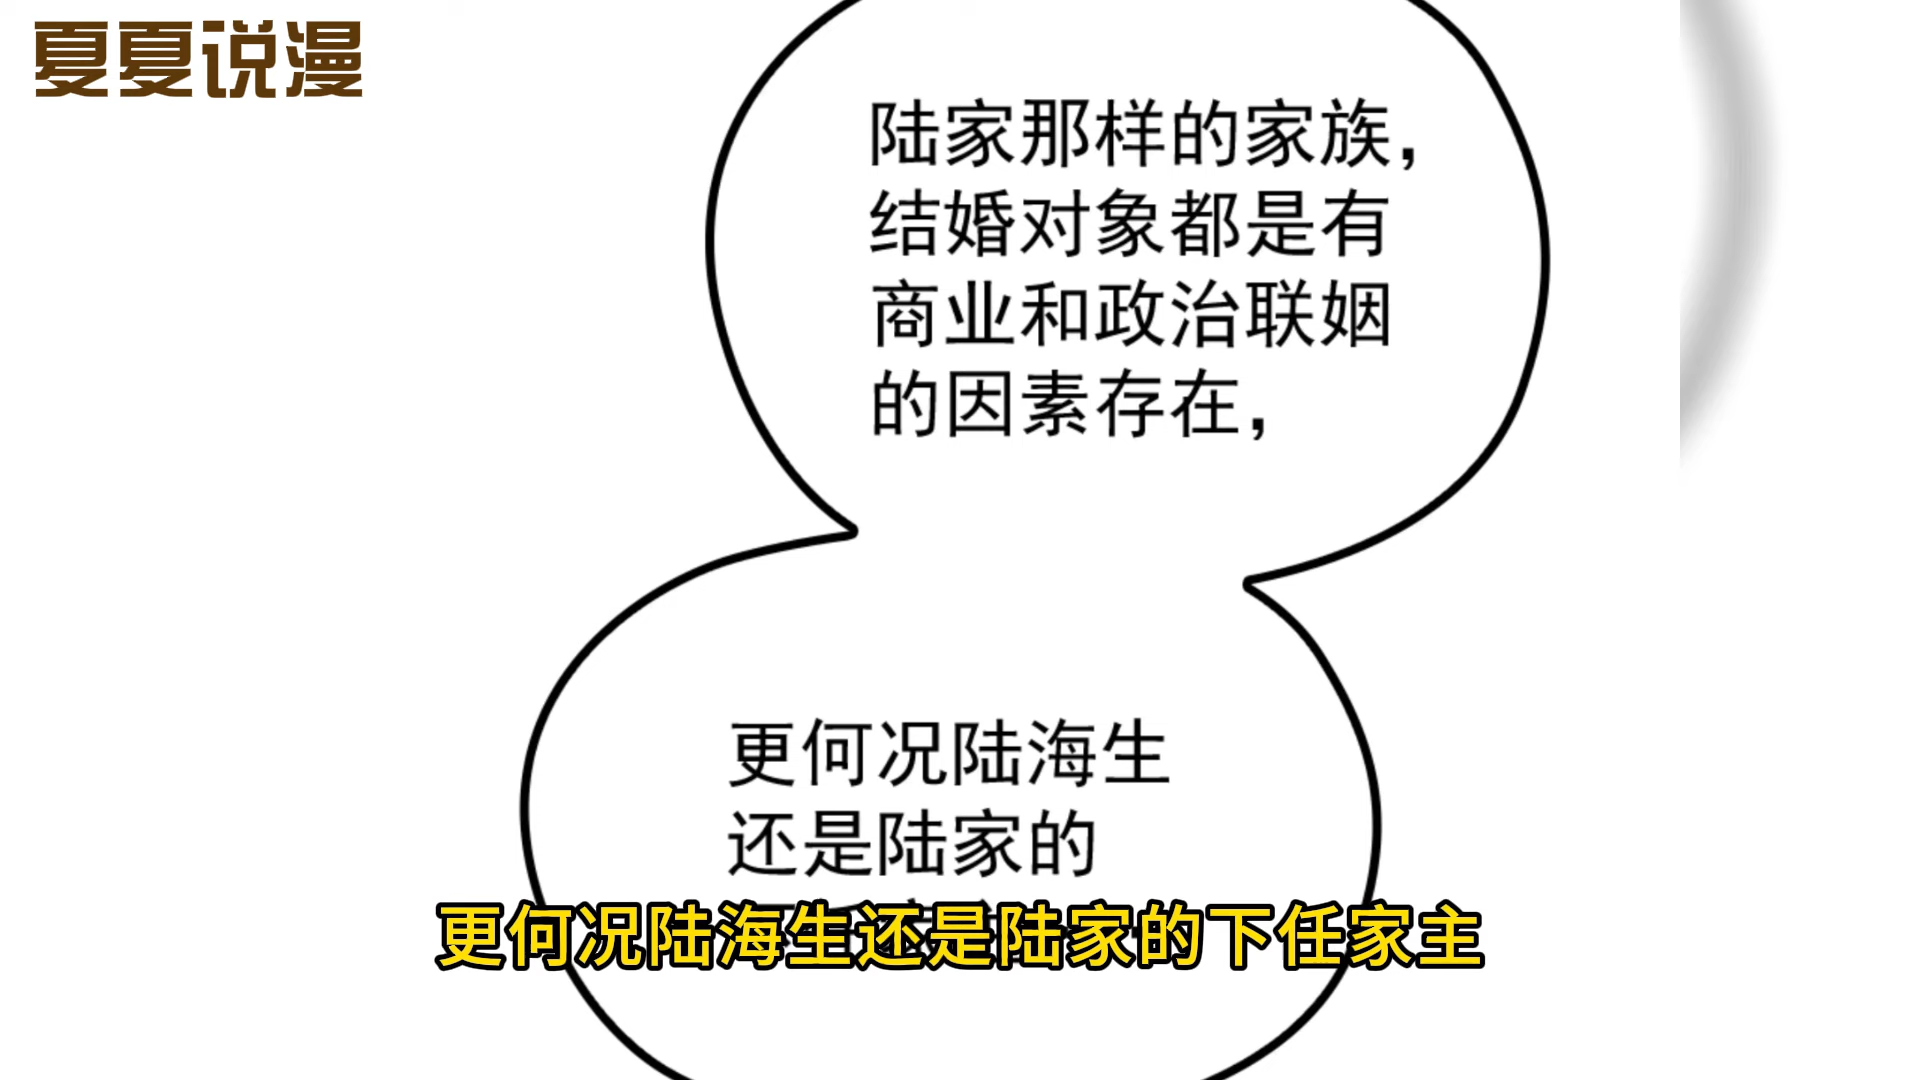 夏夏说漫
陆家那样的家族，
结婚对象都是有
商业和政治联姻
的因素存在，
更何况陆海生
还是陆家的
更何况陆海生还是陆家的下任家主